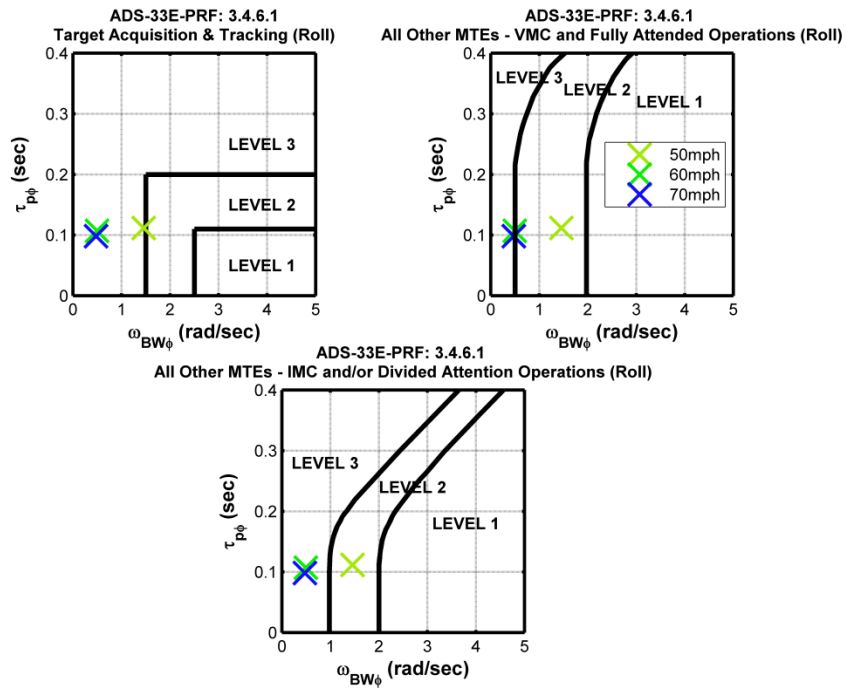 ADS-33E-PRF: 3.4.6.1
Target Acquisition & Tracking (Roll)
0.4
0.3
0.2
0.1
0
τpϕ (sec)
LEVEL 3
LEVEL 2
LEVEL 1
0 1 2 3 4 5
ωBWϕ (rad/sec)
ADS-33E-PRF: 3.4.6.1
All Other MTEs - VMC and Fully Attended Operations (Roll)
0.4
0.3
0.2
0.1
0
τpϕ (sec)
LEVEL 3
LEVEL 2
LEVEL 1
50mph
60mph
70mph
0 1 2 3 4 5
ωBWϕ (rad/sec)
ADS-33E-PRF: 3.4.6.1
All Other MTEs - IMC and/or Divided Attention Operations (Roll)
0.4
0.3
0.2
0.1
0
τpϕ (sec)
LEVEL 3
LEVEL 2
LEVEL 1
0 1 2 3 4 5
ωBWϕ (rad/sec)